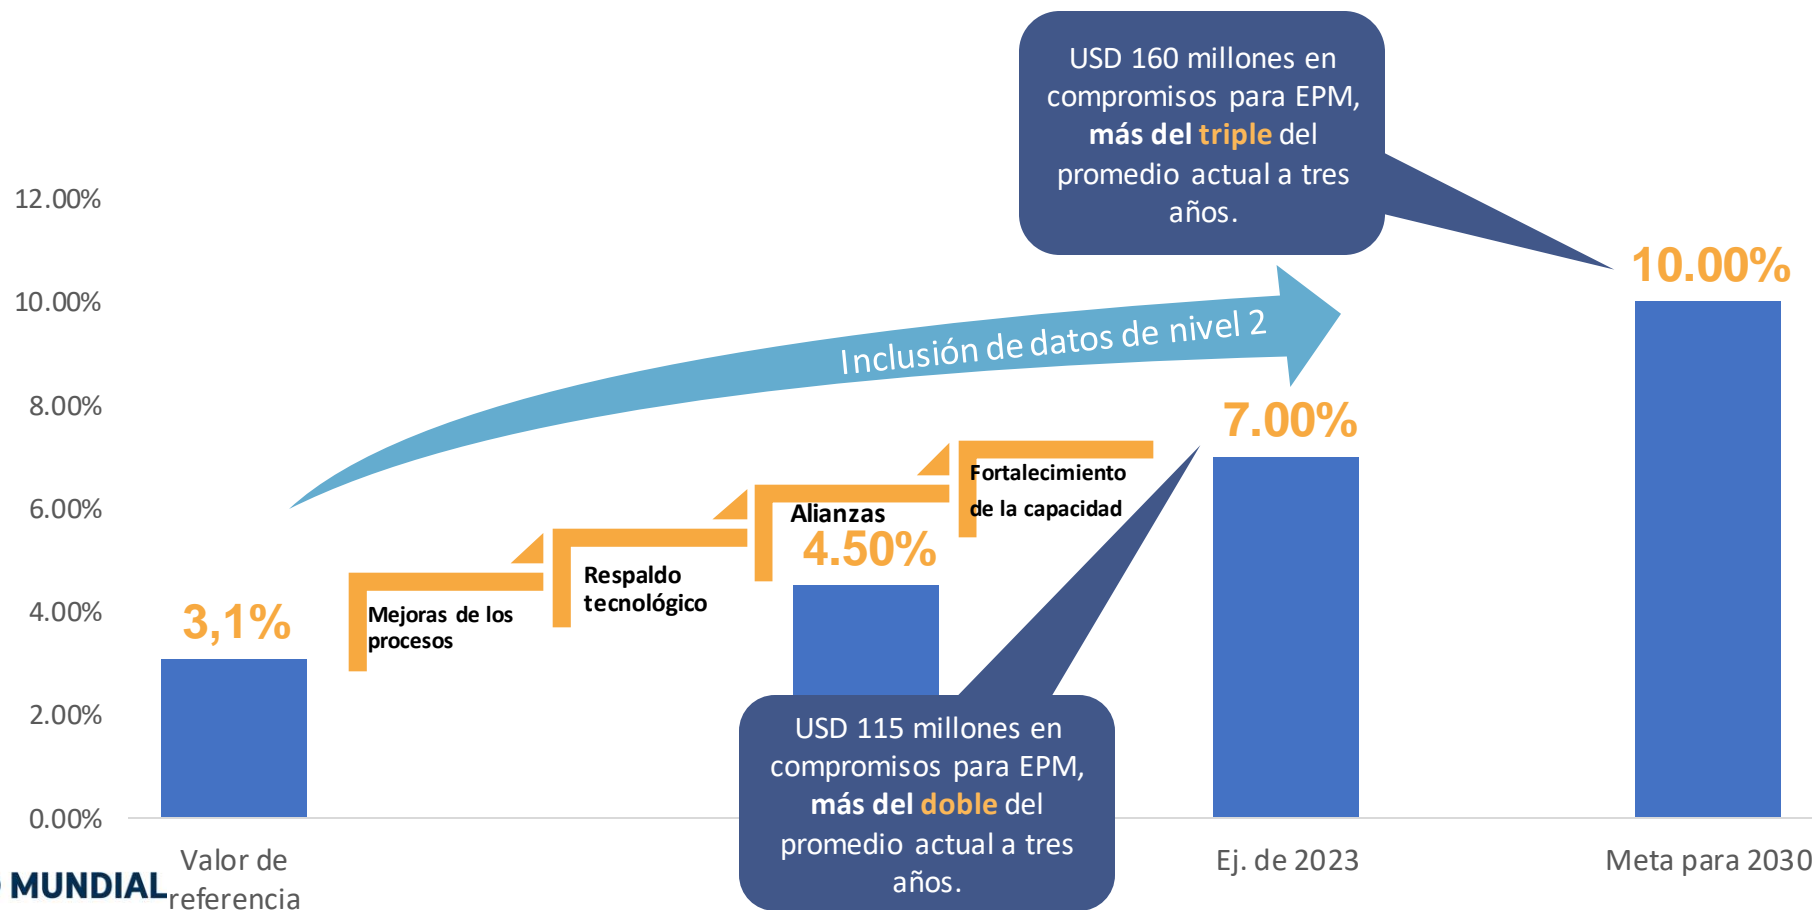 USD 160 millones en
compromisos para EPM,
más del triple del
promedio actual a tres
años.
12.00%
10.00%
8.00%
6.00%
4.00%
2.00%
0.00%
10.00%
Inclusión de datos de nivel 2
7.00%
Fortalecimiento
de la capacidad
Alianzas
4.50%
Respaldo
tecnológico
Mejoras de los
procesos
3,1%
USD 115 millones en
compromisos para EPM,
más del doble del
promedio actual a tres
años.
Valor de
referencia
Ej. de 2023
Meta para 2030
MUNDIAL